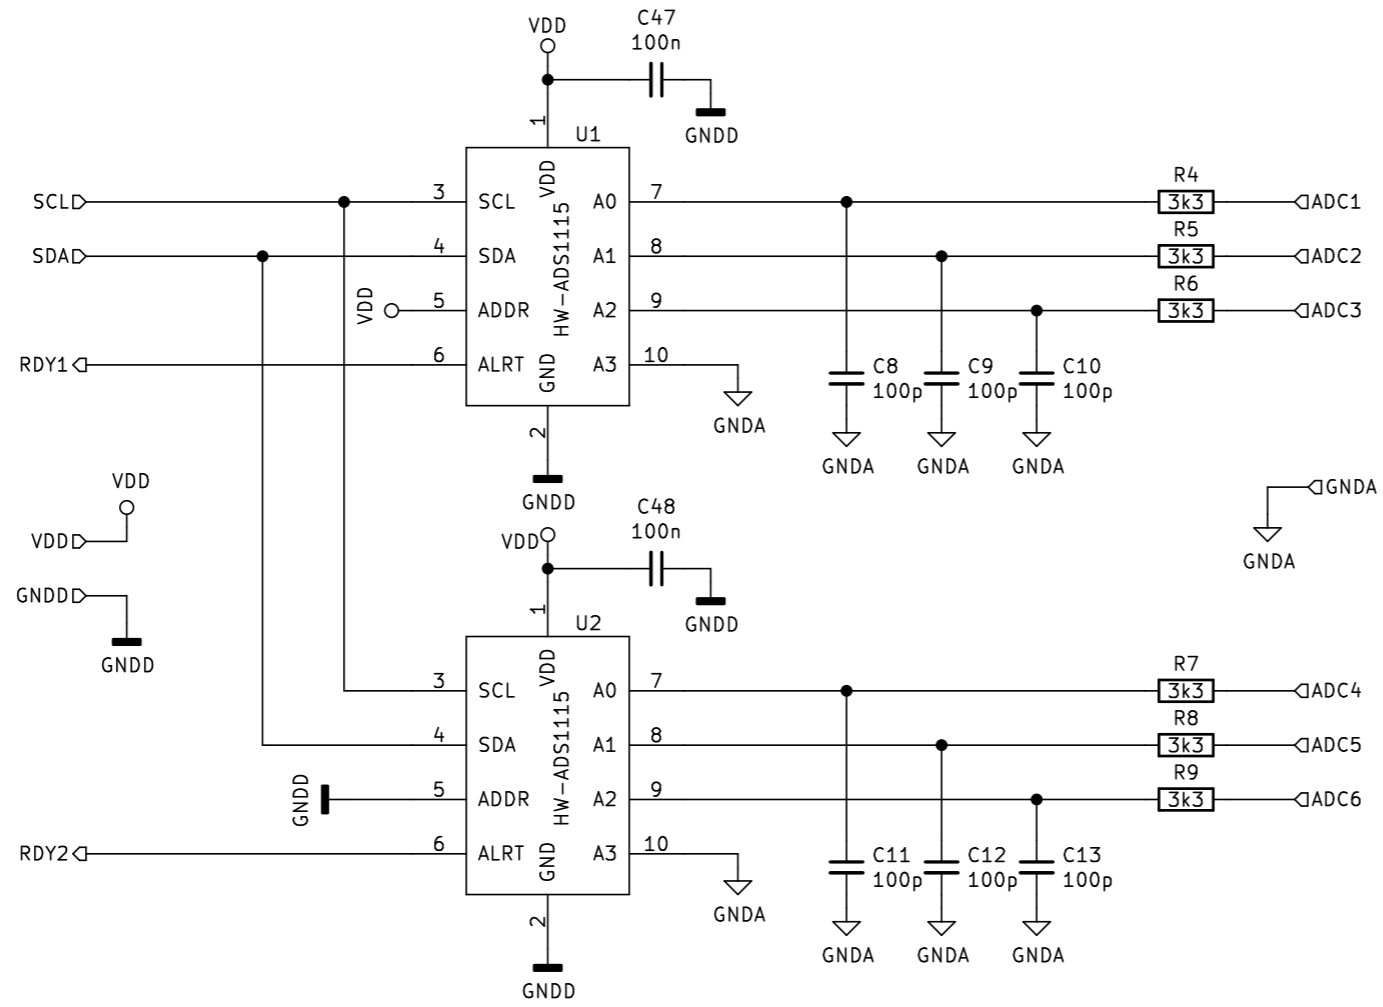 VDD
C47
100n
GNDD
1
U1
SCL
3
SCL
VDD
A0
7
R4
3k3
ADC1
SDA
4
SDA
HW-ADS1115
A1
8
R5
3k3
ADC2
VDD
5
ADDR
A2
9
R6
3k3
ADC3
RDY1
6
ALRT
GND
A3
10
GNDA
C8
100p
C9
100p
C10
100p
2
GNDD
GNDA
GNDA
GNDA
GNDA
GNDA
VDD
VDD
GNDD
GNDD
VDD
C48
100n
GNDD
1
U2
3
SCL
VDD
A0
7
R7
3k3
ADC4
4
SDA
HW-ADS1115
A1
8
R8
3k3
ADC5
GNDD
5
ADDR
A2
9
R9
3k3
ADC6
RDY2
6
ALRT
GND
A3
10
GNDA
C11
100p
C12
100p
C13
100p
2
GNDD
GNDA
GNDA
GNDA